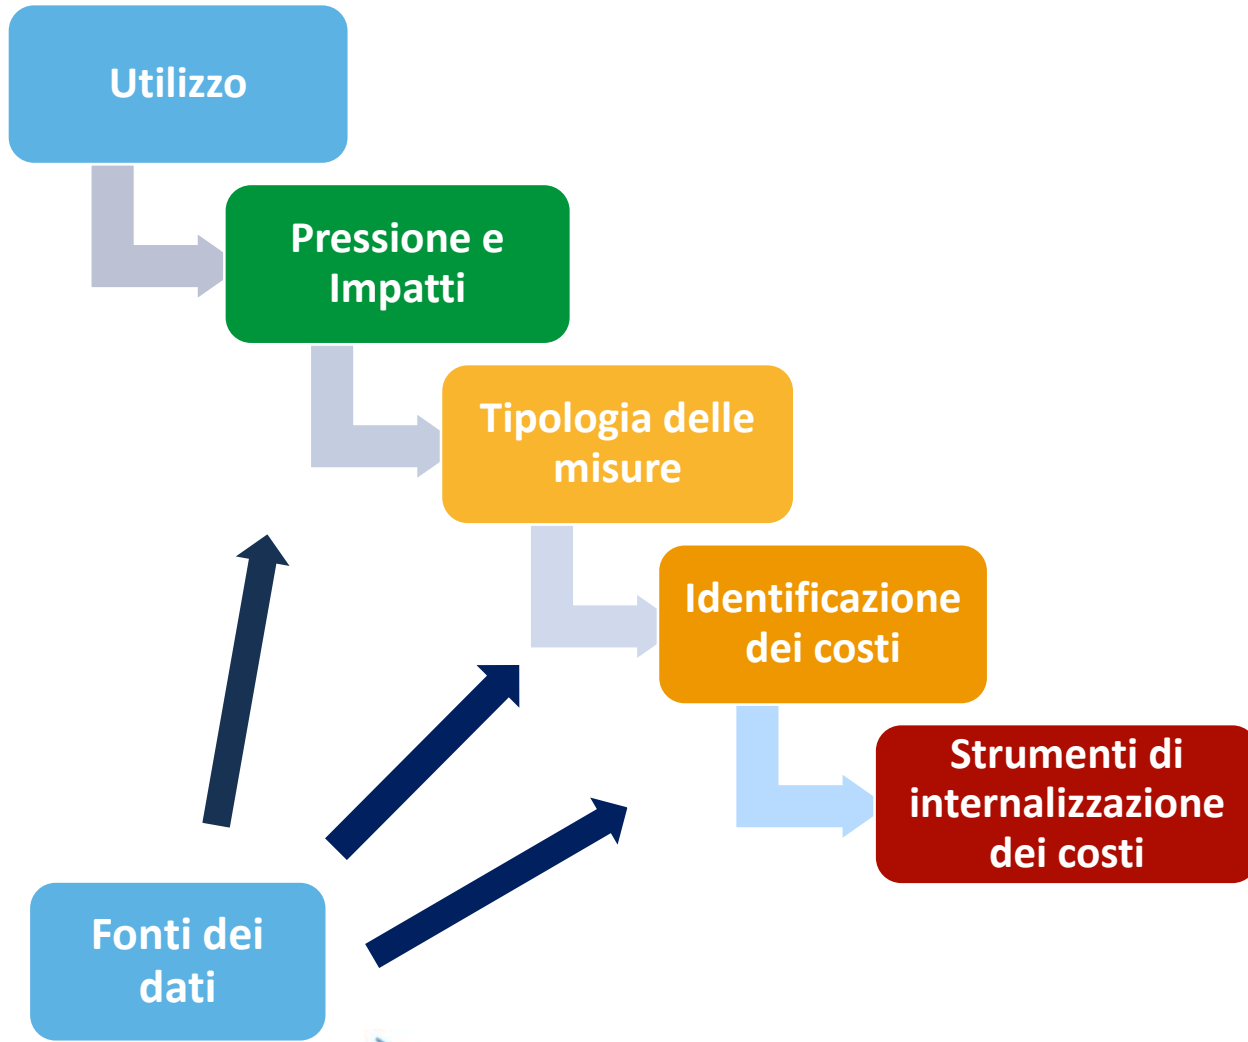 Utilizzo
Pressione e
Impatti
Tipologia delle
misure
Identificazione
dei costi
Strumenti di
internalizzazione
dei costi
Fonti dei
dati